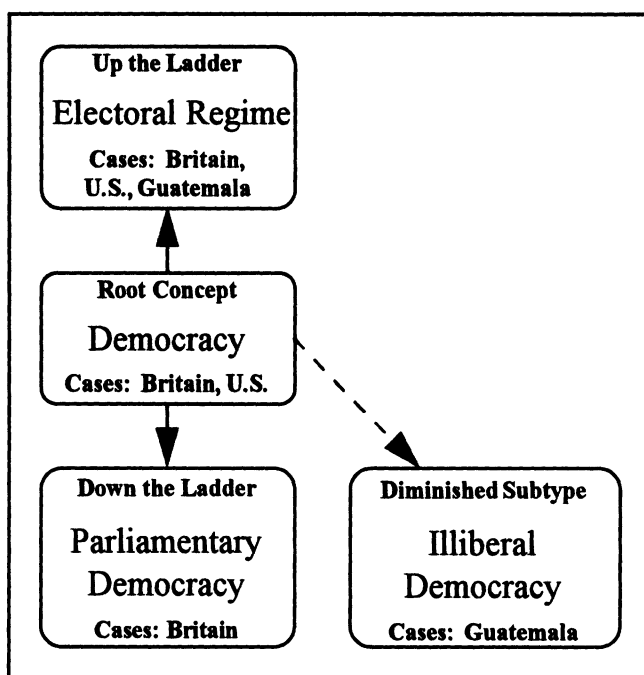 Up the Ladder
Electoral Regime
Cases: Britain,
U.S., Guatemala
Root Concept
Democracy
Cases: Britain, U.S.
Down the Ladder
Parliamentary
Democracy
Cases: Britain
Diminished Subtype
Illiberal
Democracy
Cases: Guatemala